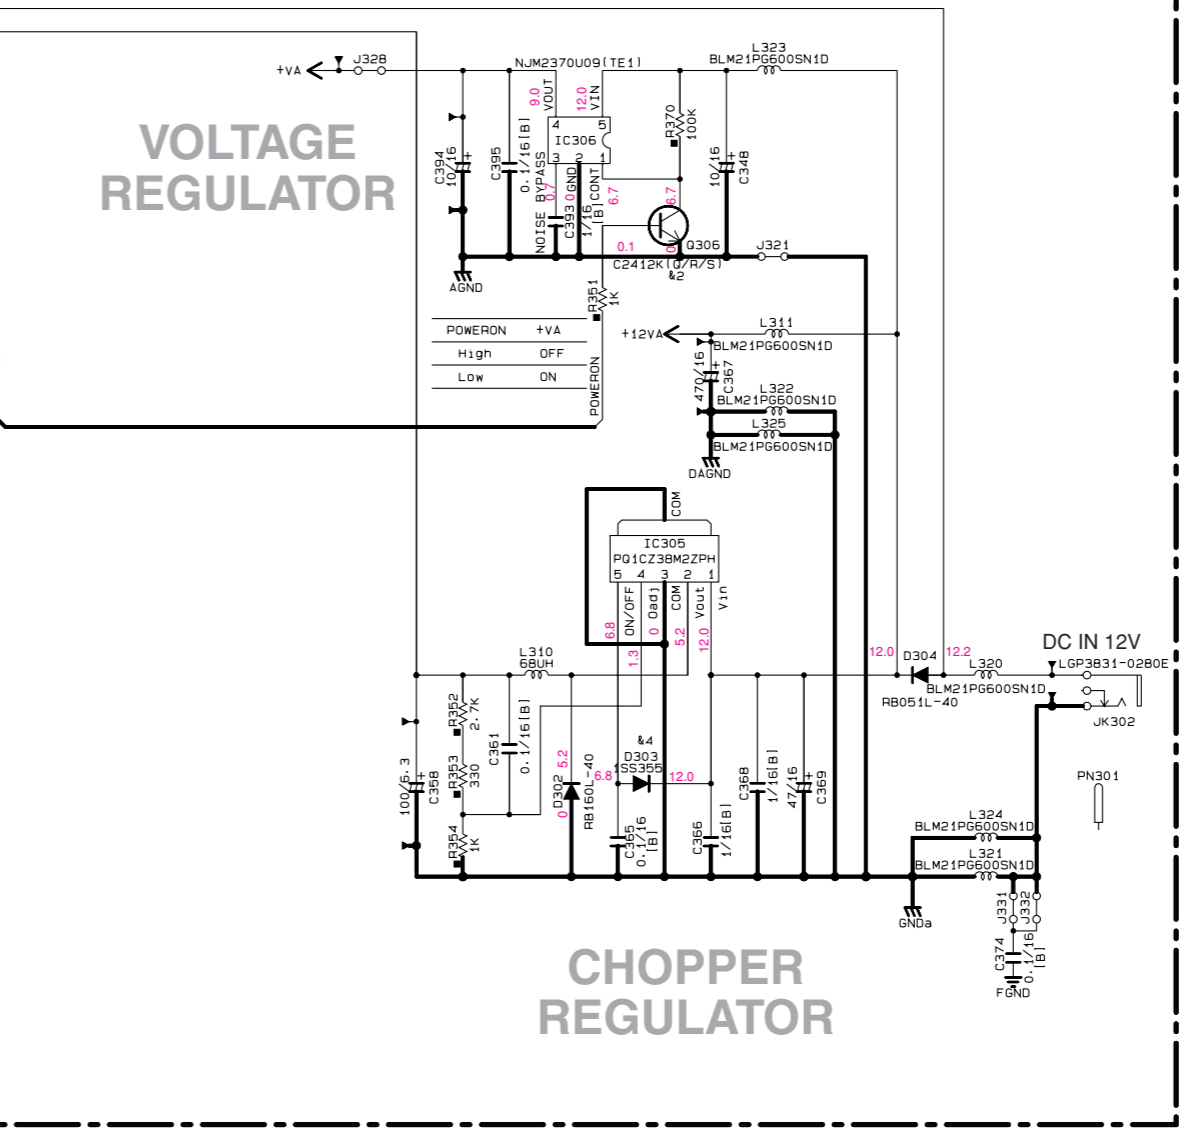 +VA
J328
NJM2370U09(TE1)
L323
BLM21PG600SN1D
VOLTAGE
REGULATOR
9.0
VOUT
12.0
VIN
4
5
IC306
3
2
1
C394
10/16
C395
0.1/16[B]
NOISE BYPASS
0.7
C393
1/16
[B]
0
GND
CONT
6.7
R370
100K
6.7
10/16
C348
0.1
0
Q306
C2412K(Q/R/S)
&2
J321
AGND
R351
1K
POWERON +VA
High OFF
Low ON
POWERON
+12VA
L311
BLM21PG600SN1D
470/16
C367
L322
BLM21PG600SN1D
L325
BLM21PG600SN1D
DAGND
COM
IC305
PQ1CZ38M2ZPH
5 4 3 2 1
6.8
ON/OFF
1.3
Oadj
0
COM
5.2
Vout
12.0
Vin
L310
68UH
12.0
D304
12.2
RB051L-40
L320
BLM21PG600SN1D
DC IN 12V
LGP3831-0280E
JK302
R352
2.7K
C361
0.1/16[B]
100/6.3
C358
R353
330
R354
1K
5.2
D302
0
RB160L-40
&4
D303
1SS355
6.8
12.0
C365
0.1/16
[B]
C366
1/16[B]
C368
1/16[B]
47/16
C369
PN301
L324
BLM21PG600SN1D
L321
BLM21PG600SN1D
GNDa
J331
J332
C374
0.1/16
[B]
FGND
CHOPPER
REGULATOR